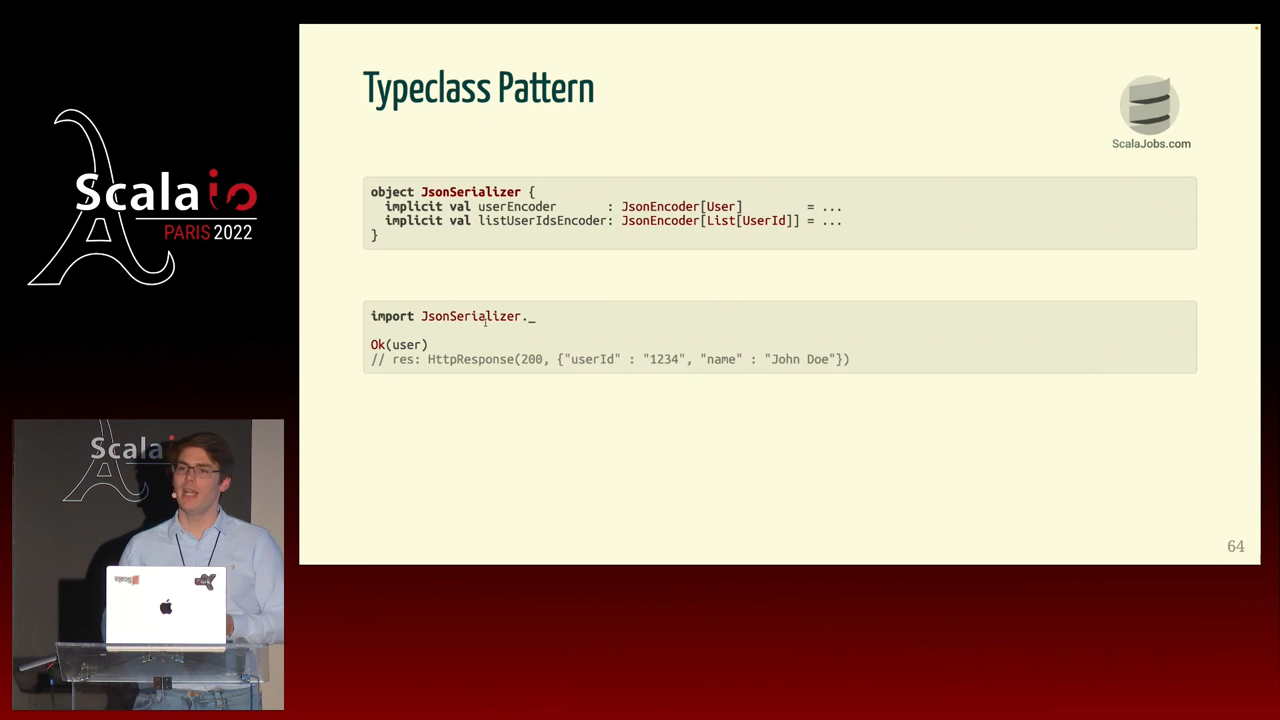 Scala io
PARIS 2022
Typeclass Pattern
ScalaJobs.com
object JsonSerializer {
  implicit val userEncoder       : JsonEncoder[User]         = ...
  implicit val listUserIdsEncoder: JsonEncoder[List[UserId]] = ...
}
import JsonSerializer._
Ok(user)
// res: HttpResponse(200, {"userId" : "1234", "name" : "John Doe"})
64
Scala